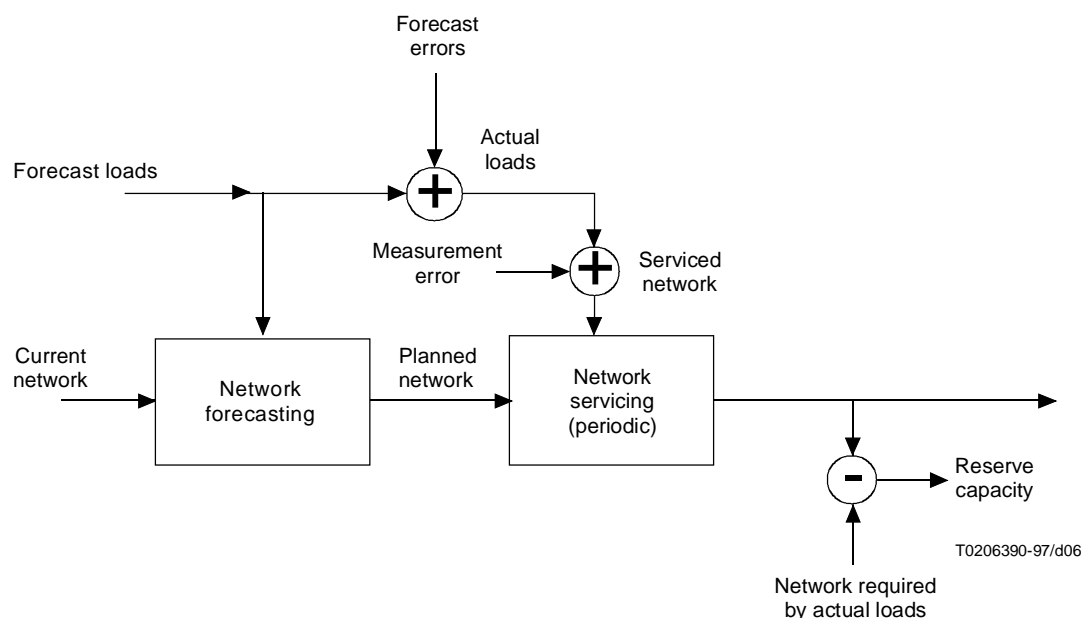 Forecast
errors
Actual
loads
Forecast loads
+
Measurement
error
+
Serviced
network
Current
network
Network
forecasting
Planned
network
Network
servicing
(periodic)
-
Reserve
capacity
T0206390-97/d06
Network required
by actual loads